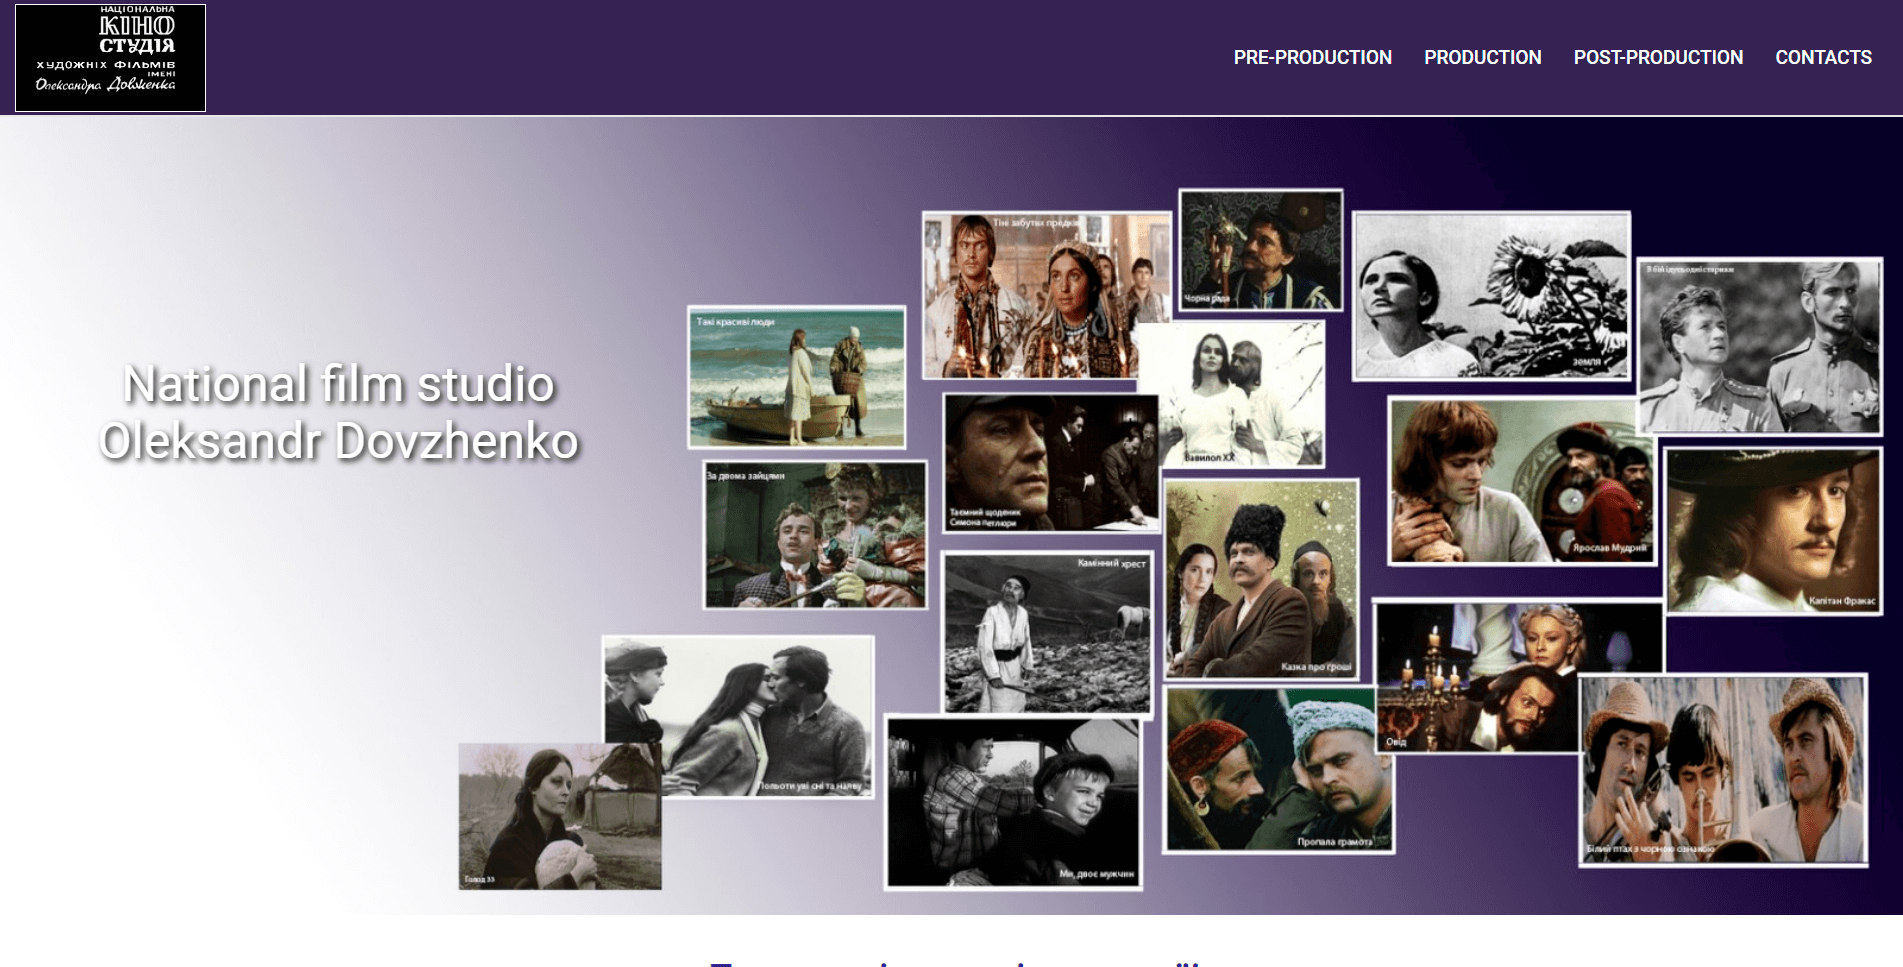 НАЦІОНАЛЬНА
КІНО
СТУДІЯ
ХУДОЖНІХ ФІЛЬМІВ
ІМЕНІ
Олександра Довженка
PRE-PRODUCTION
PRODUCTION
POST-PRODUCTION
CONTACTS
National film studio
Oleksandr Dovzhenko
Тіні забутих предків
Чорна рада
земля
В бій ідуть одні старики
Такі красиві люди
Вавилол XX
За двома зайцями
Таємний щоденик
Симона петлюри
Ярослав Мудрий
Капітан Фракас
Камінний хрест
Казка про гроші
Овід
Польоти уві сні та наяву
Голод 33
Ми, двоє мужчин
Пропала грамота
Білий птах з чорною ознакою